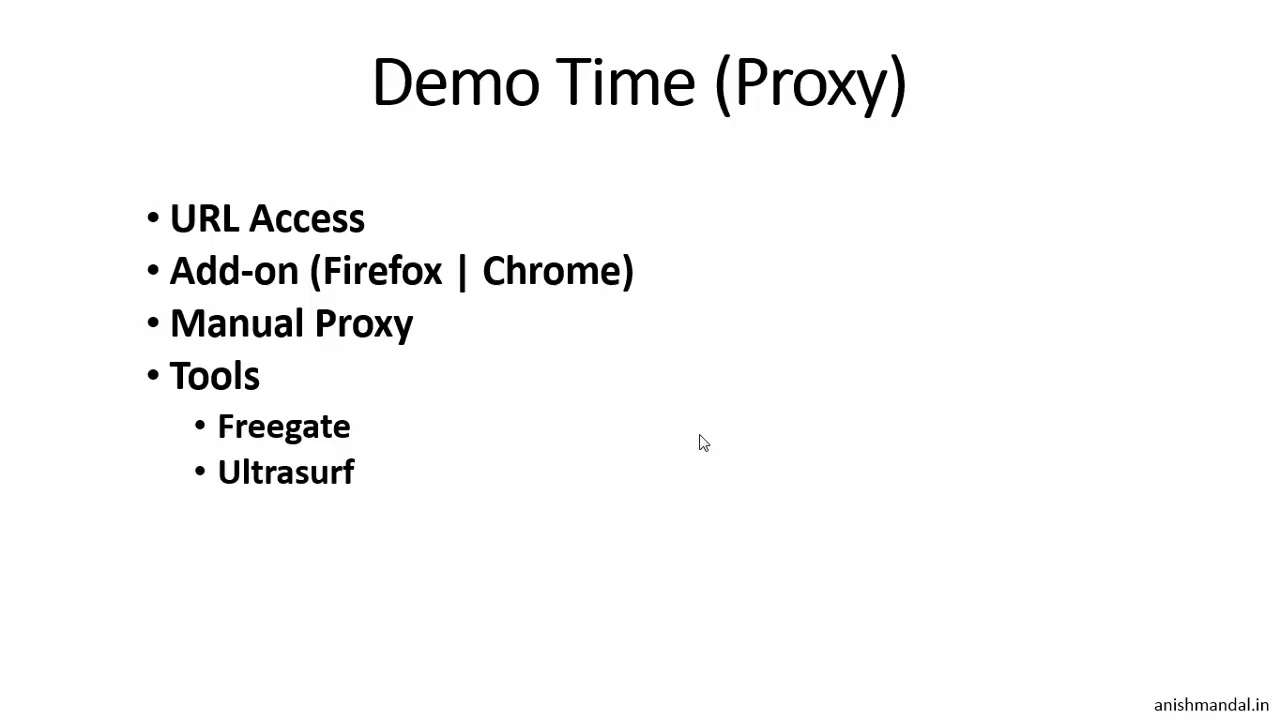 Demo Time (Proxy)
• URL Access
• Add-on (Firefox | Chrome)
• Manual Proxy
• Tools
• Freegate
• Ultrasurf
anishmandal.in